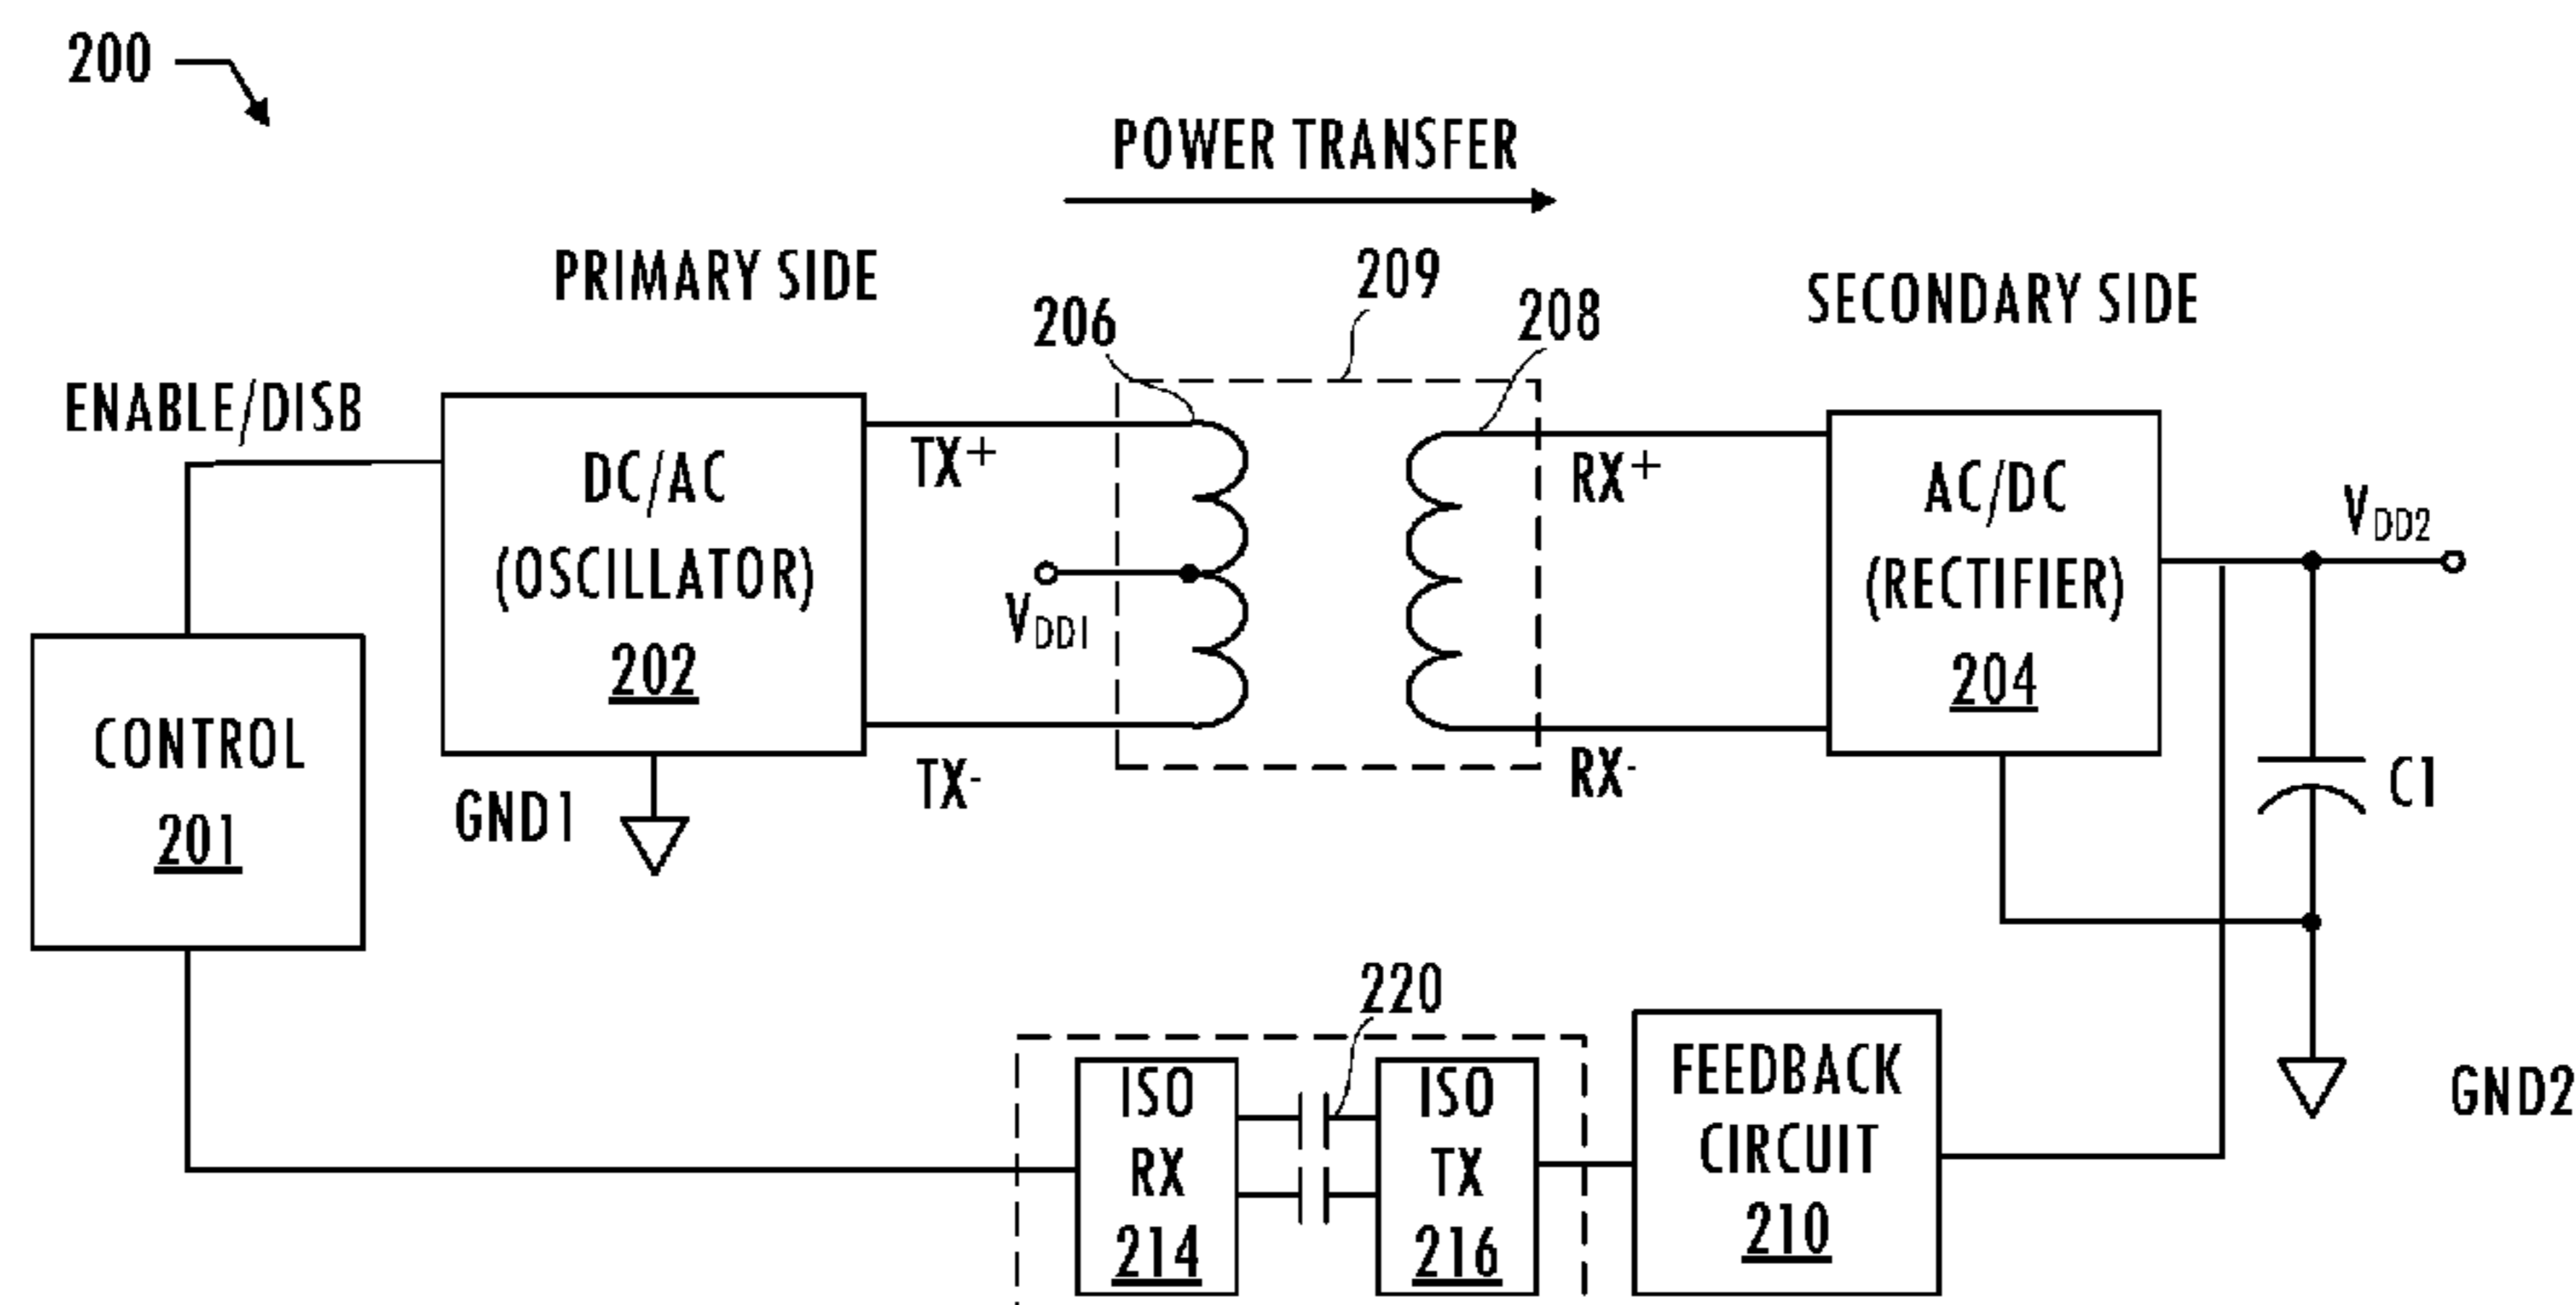 200
POWER TRANSFER
PRIMARY SIDE
209
SECONDARY SIDE
206
208
ENABLE/DISB
DC/AC
(OSCILLATOR)
202
TX+
TX-
VDD1
RX+
RX-
AC/DC
(RECTIFIER)
204
VDD2
CONTROL
201
GND1
C1
220
GND2
ISO
RX
214
ISO
TX
216
FEEDBACK
CIRCUIT
210